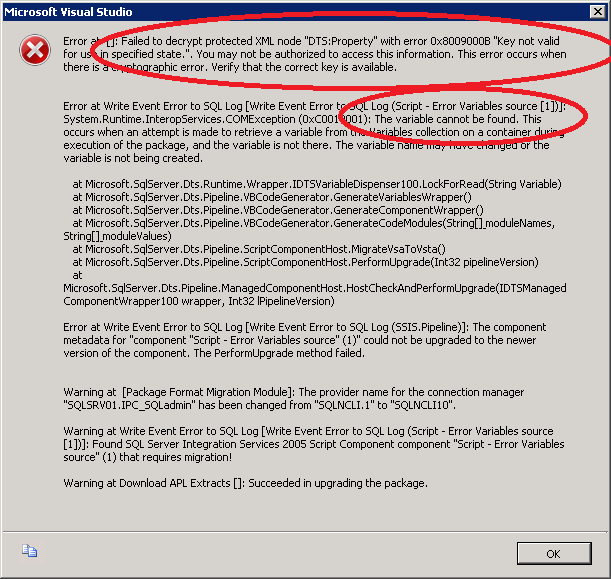 Microsoft Visual Studio
Error at []: Failed to decrypt protected XML node "DTS:Property" with error 0x8009000B "Key not valid
for use in specified state.". You may not be authorized to access this information. This error occurs when
there is a cryptographic error. Verify that the correct key is available.
Error at Write Event Error to SQL Log [Write Event Error to SQL Log (Script - Error Variables source [1])]:
System.Runtime.InteropServices.COMException (0xC0019001): The variable cannot be found. This
occurs when an attempt is made to retrieve a variable from the Variables collection on a container during
execution of the package, and the variable is not there. The variable name may have changed or the
variable is not being created.
at Microsoft.SqlServer.Dts.Runtime.Wrapper.IDTSVariableDispenser100.LockForRead(String Variable)
at Microsoft.SqlServer.Dts.Pipeline.VBCodeGenerator.GenerateVariablesWrapper()
at Microsoft.SqlServer.Dts.Pipeline.VBCodeGenerator.GenerateComponentWrapper()
at Microsoft.SqlServer.Dts.Pipeline.VBCodeGenerator.GenerateCodeModules(String[] moduleNames,
String[] moduleValues)
at Microsoft.SqlServer.Dts.Pipeline.ScriptComponentHost.MigrateVsaToVsta()
at Microsoft.SqlServer.Dts.Pipeline.ScriptComponentHost.PerformUpgrade(Int32 pipelineVersion)
at
Microsoft.SqlServer.Dts.Pipeline.ManagedComponentHost.HostCheckAndPerformUpgrade(IDTSManaged
ComponentWrapper100 wrapper, Int32 lPipelineVersion)
Error at Write Event Error to SQL Log [Write Event Error to SQL Log (SSIS.Pipeline)]: The component
metadata for "component "Script - Error Variables source" (1)" could not be upgraded to the newer
version of the component. The PerformUpgrade method failed.
Warning at [Package Format Migration Module]: The provider name for the connection manager
"SQLSRV01.IPC_SQLadmin" has been changed from "SQLNCLI.1" to "SQLNCLI10".
Warning at Write Event Error to SQL Log [Write Event Error to SQL Log (Script - Error Variables source
[1])]: Found SQL Server Integration Services 2005 Script Component component "Script - Error Variables
source" (1) that requires migration!
Warning at Download APL Extracts []: Succeeded in upgrading the package.
OK